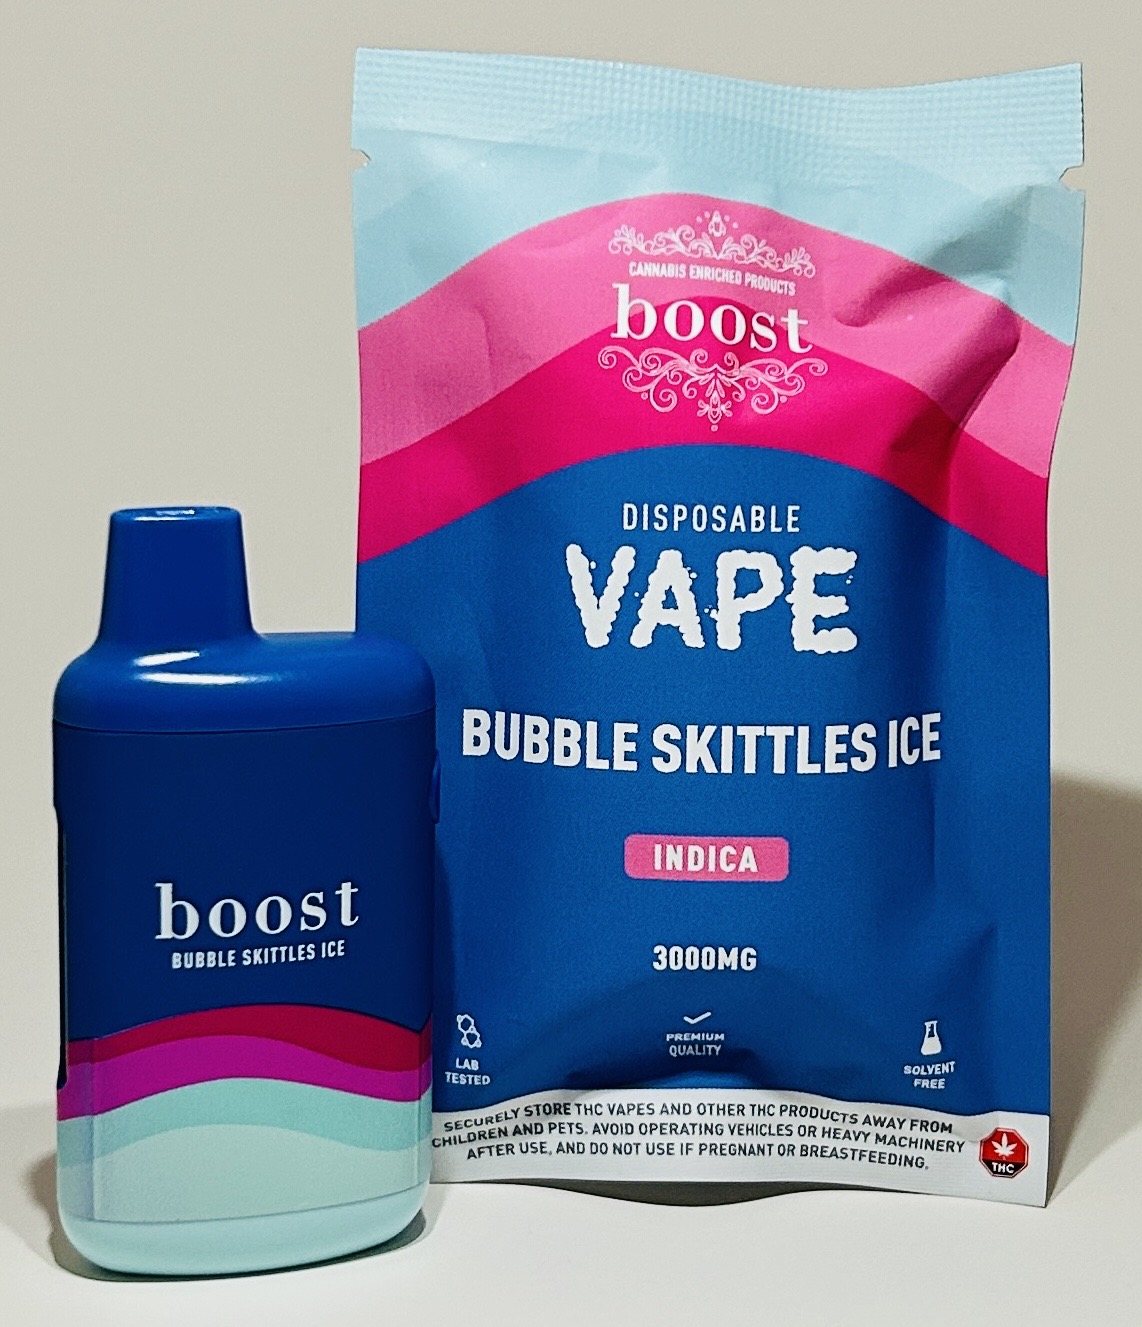 CANNABIS ENRICHED PRODUCTS
boost
DISPOSABLE
VAPE
BUBBLE SKITTLES ICE
INDICA
3000MG
LAB
TESTED
PREMIUM
QUALITY
SOLVENT
FREE
SECURELY STORE THC VAPES AND OTHER THC PRODUCTS AWAY FROM
CHILDREN AND PETS. AVOID OPERATING VEHICLES OR HEAVY MACHINERY
AFTER USE, AND DO NOT USE IF PREGNANT OR BREASTFEEDING.
THC
boost
BUBBLE SKITTLES ICE